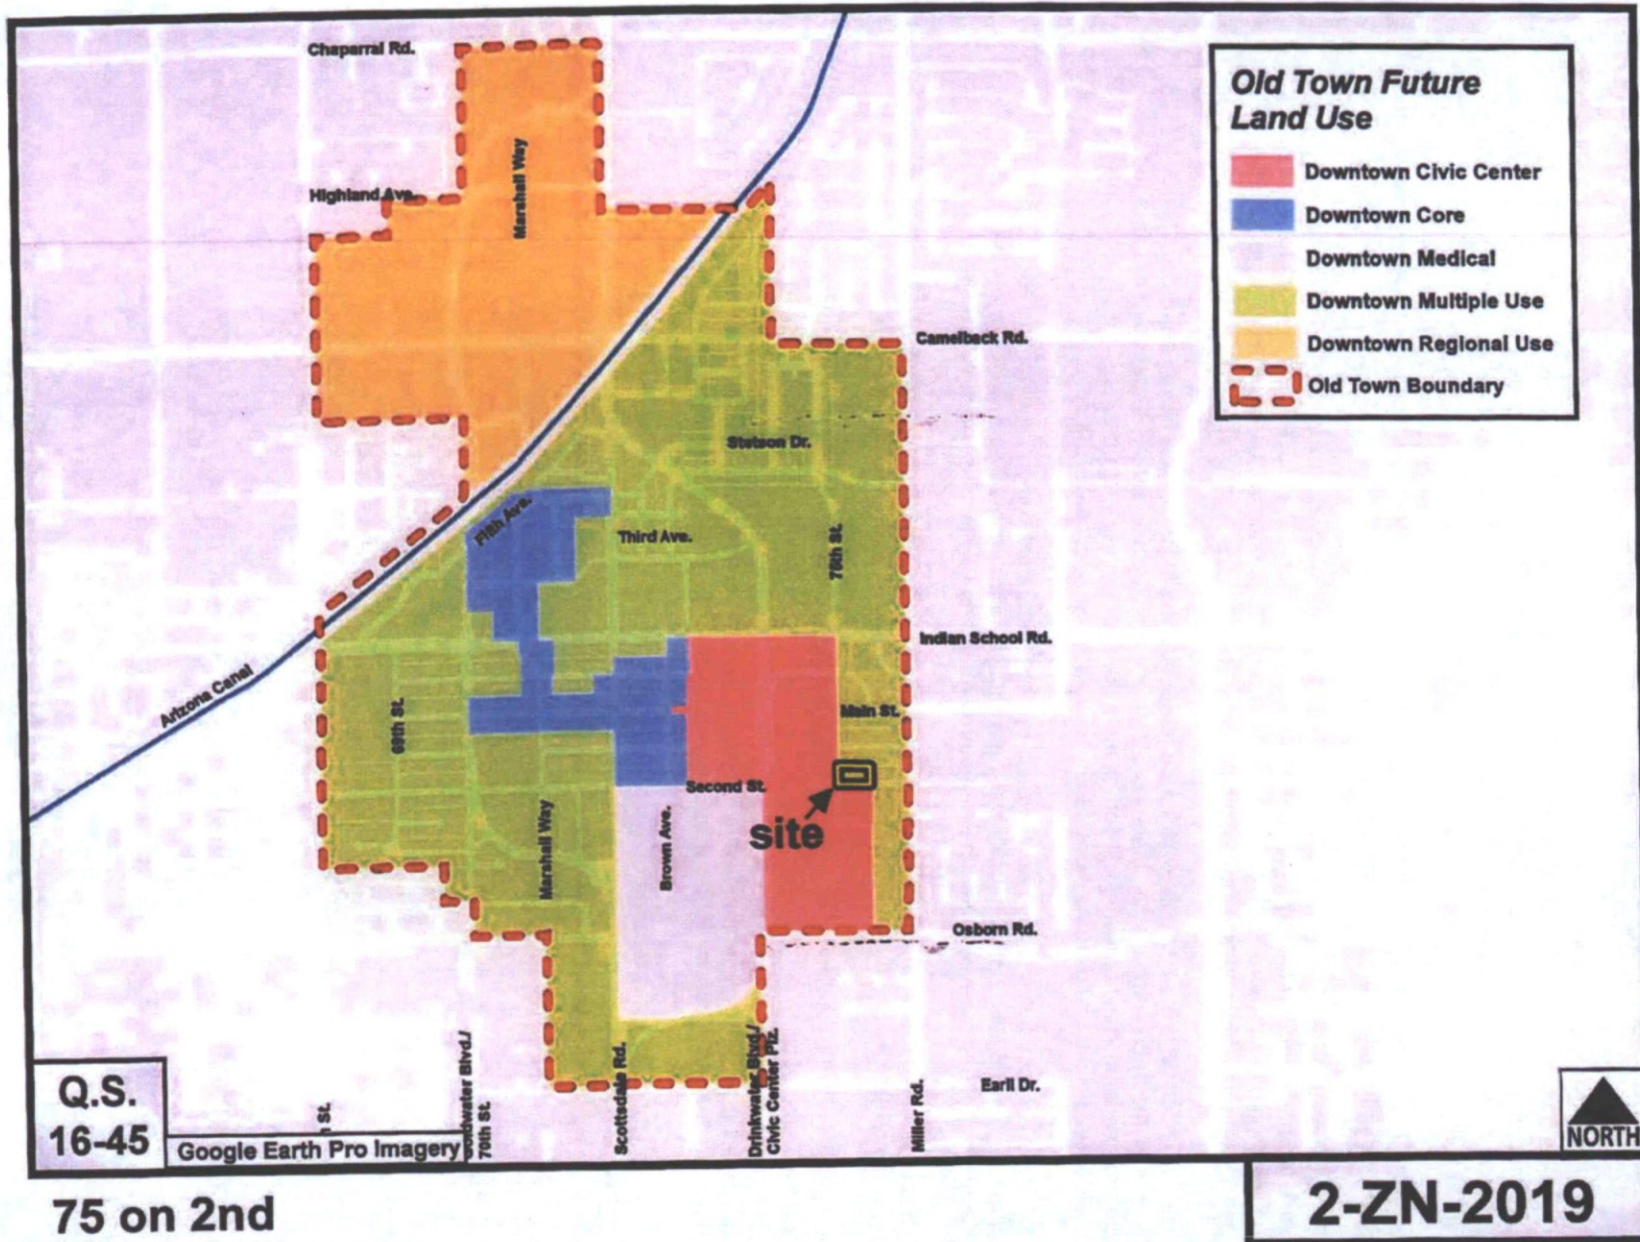 Chaparral Rd.
Old Town Future
Land Use
Downtown Civic Center
Downtown Core
Downtown Medical
Downtown Multiple Use
Downtown Regional Use
Old Town Boundary
Marshall Way
Highland Ave.
Camelback Rd.
Stetson Dr.
Fifth Ave.
Third Ave.
75th St.
Indian School Rd.
Arizona Canal
69th St.
Main St.
Second St.
site
Marshall Way
Brown Ave.
Osborn Rd.
Scottsdale Rd.
Drinkwater Blvd./
Civic Center Plz.
Miller Rd.
Earll Dr.
70th St.
St.
Q.S.
16-45
Google Earth Pro Imagery
NORTH
75 on 2nd
2-ZN-2019